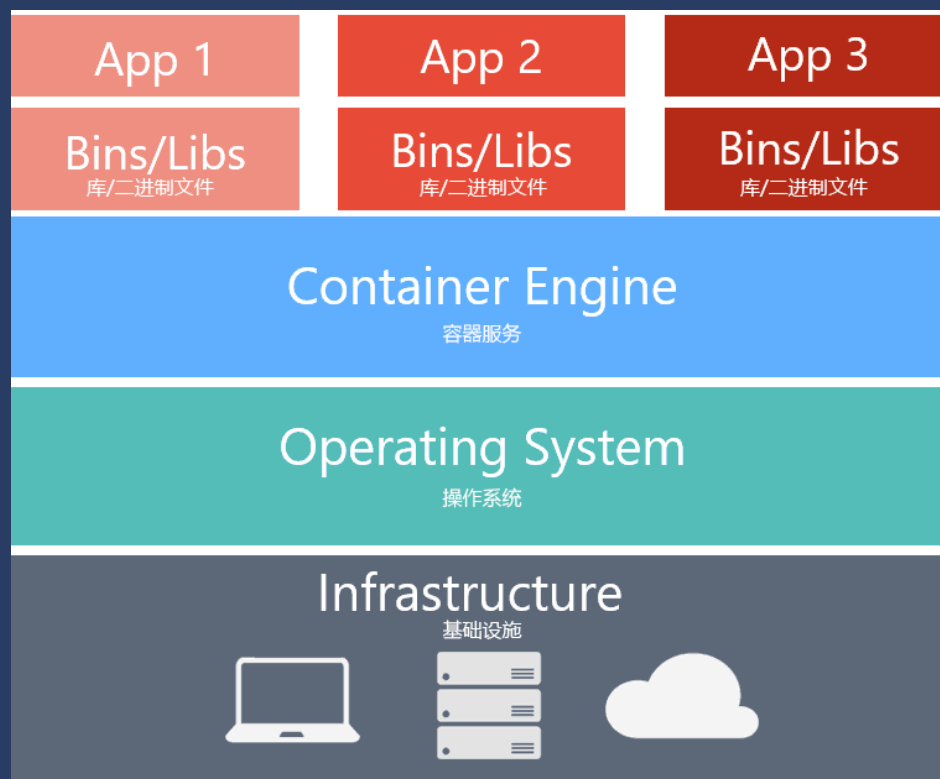 App 1
App 2
App 3
Bins/Libs
库/二进制文件
Bins/Libs
库/二进制文件
Bins/Libs
库/二进制文件
Container Engine
容器服务
Operating System
操作系统
Infrastructure
基础设施